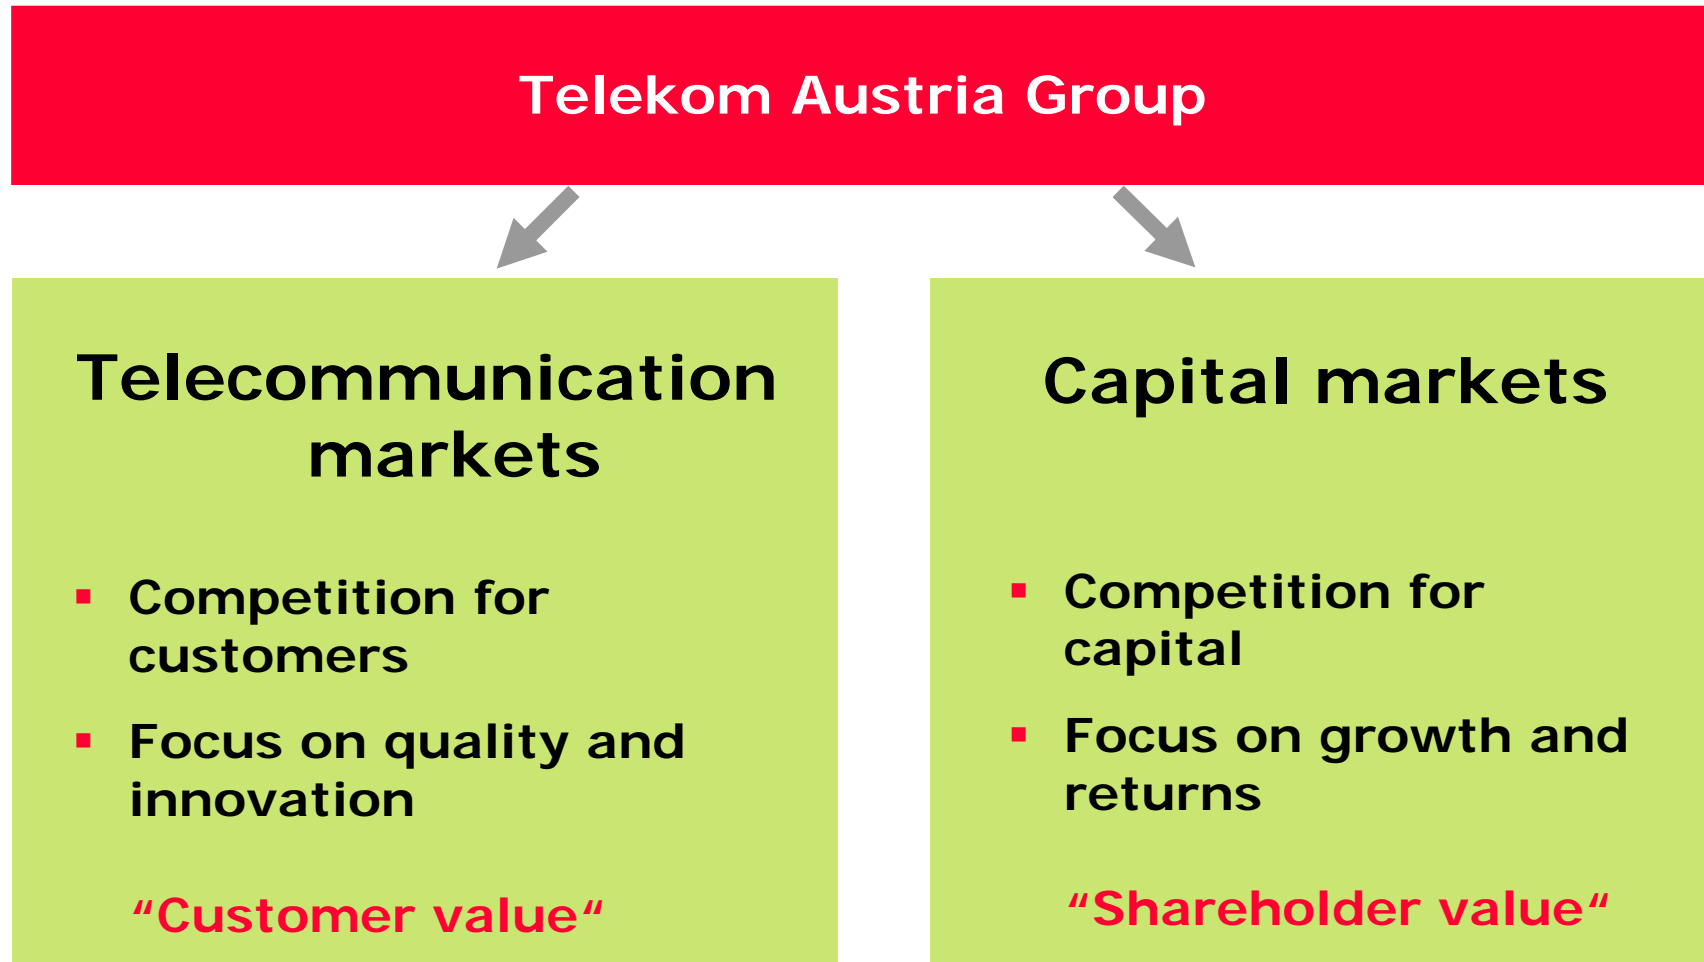 Telekom Austria Group
Telecommunication
markets
▪ Competition for
customers
▪ Focus on quality and
innovation
“Customer value“
Capital markets
▪ Competition for
capital
▪ Focus on growth and
returns
“Shareholder value“